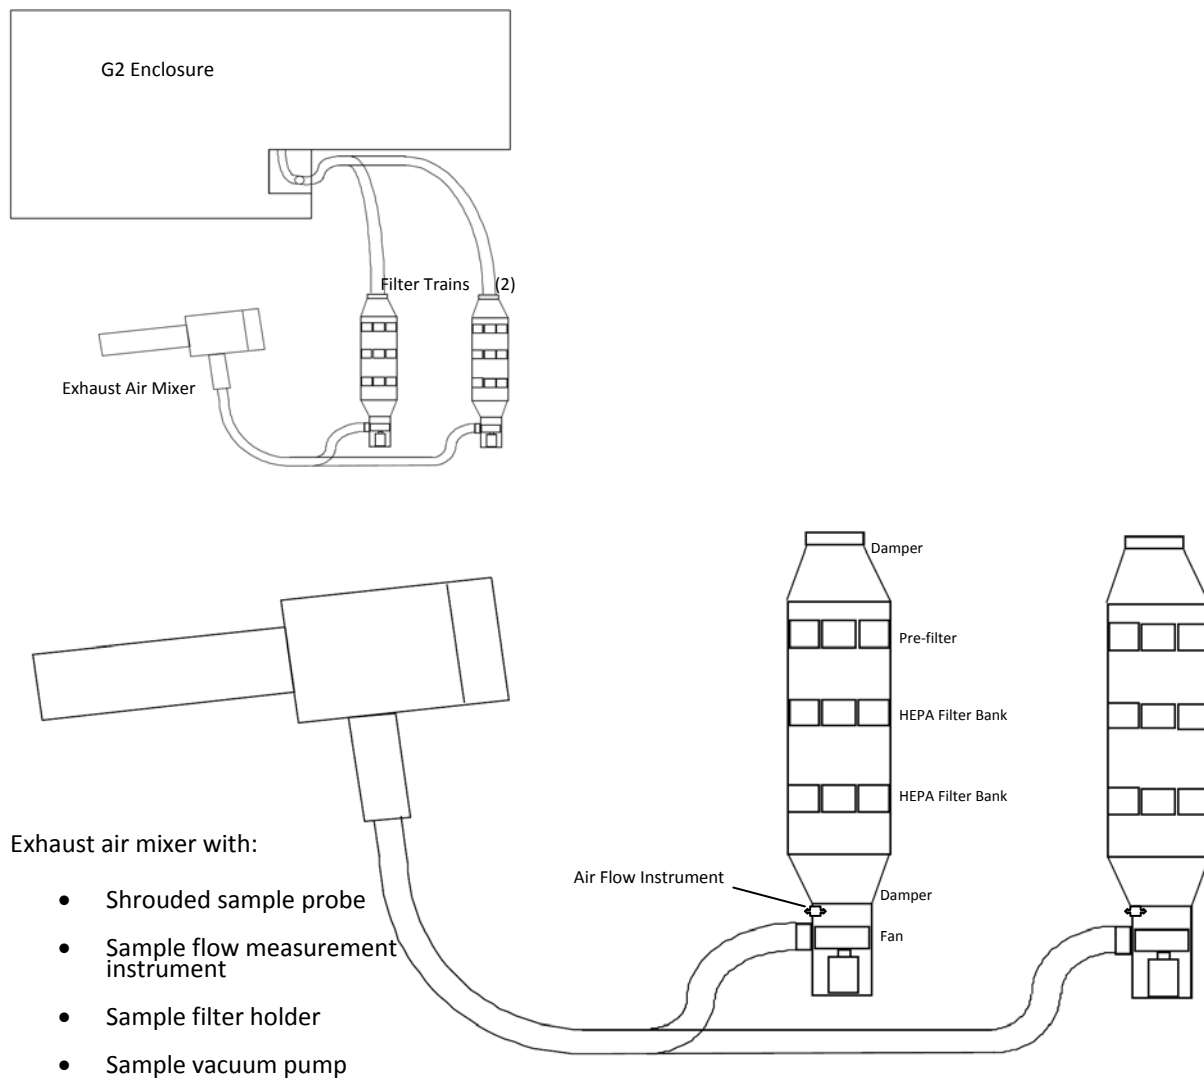 G2 Enclosure
Filter Trains (2)
Exhaust Air Mixer
Damper
Pre-filter
HEPA Filter Bank
HEPA Filter Bank
Air Flow Instrument
Damper
Fan
Exhaust air mixer with:
• Shrouded sample probe
• Sample flow measurement
instrument
• Sample filter holder
• Sample vacuum pump